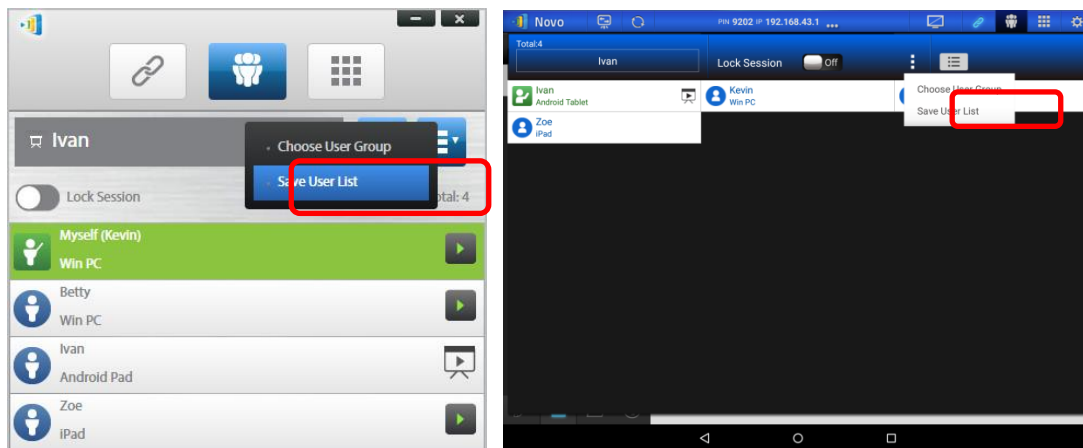 Ivan
Choose User Group
Save User List
Lock Session
Total: 4
Myself (Kevin)
Win PC
Betty
Win PC
Ivan
Android Pad
Zoe
iPad
Novo
PIN 9202 IP 192.168.43.1 ...
Total:4
Ivan
Lock Session
Off
Choose User Group
Save User List
Ivan
Android Tablet
Kevin
Win PC
Zoe
iPad